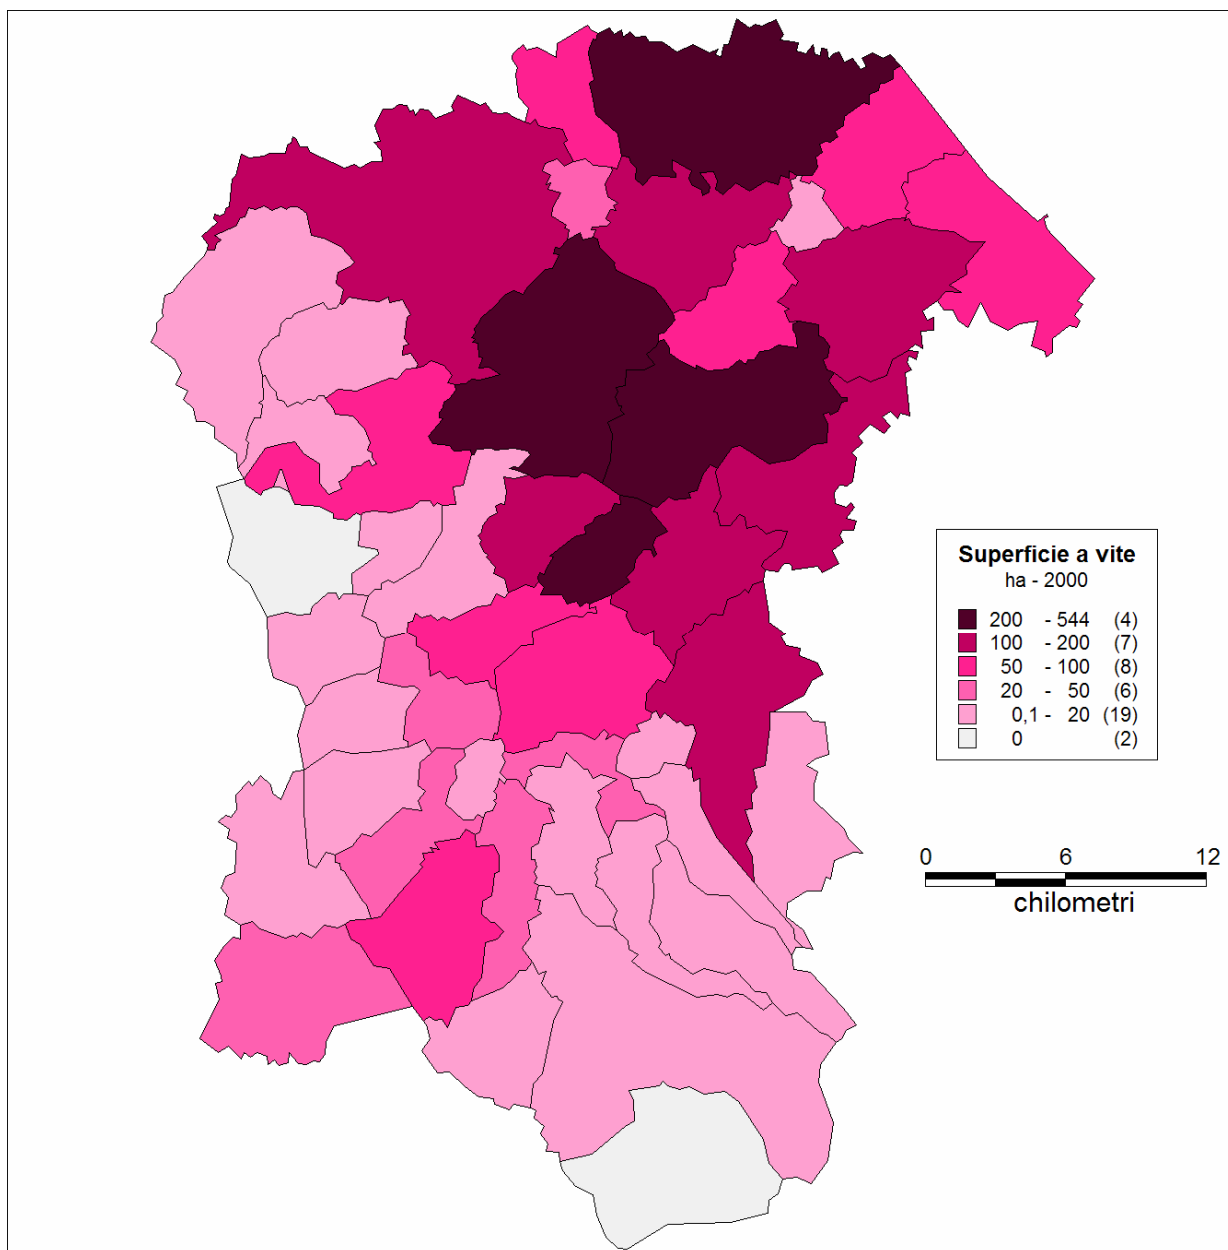 Superficie a vite
ha - 2000
200 - 544 (4)
100 - 200 (7)
50 - 100 (8)
20 - 50 (6)
0,1 - 20 (19)
0 (2)
0 6 12
chilometri